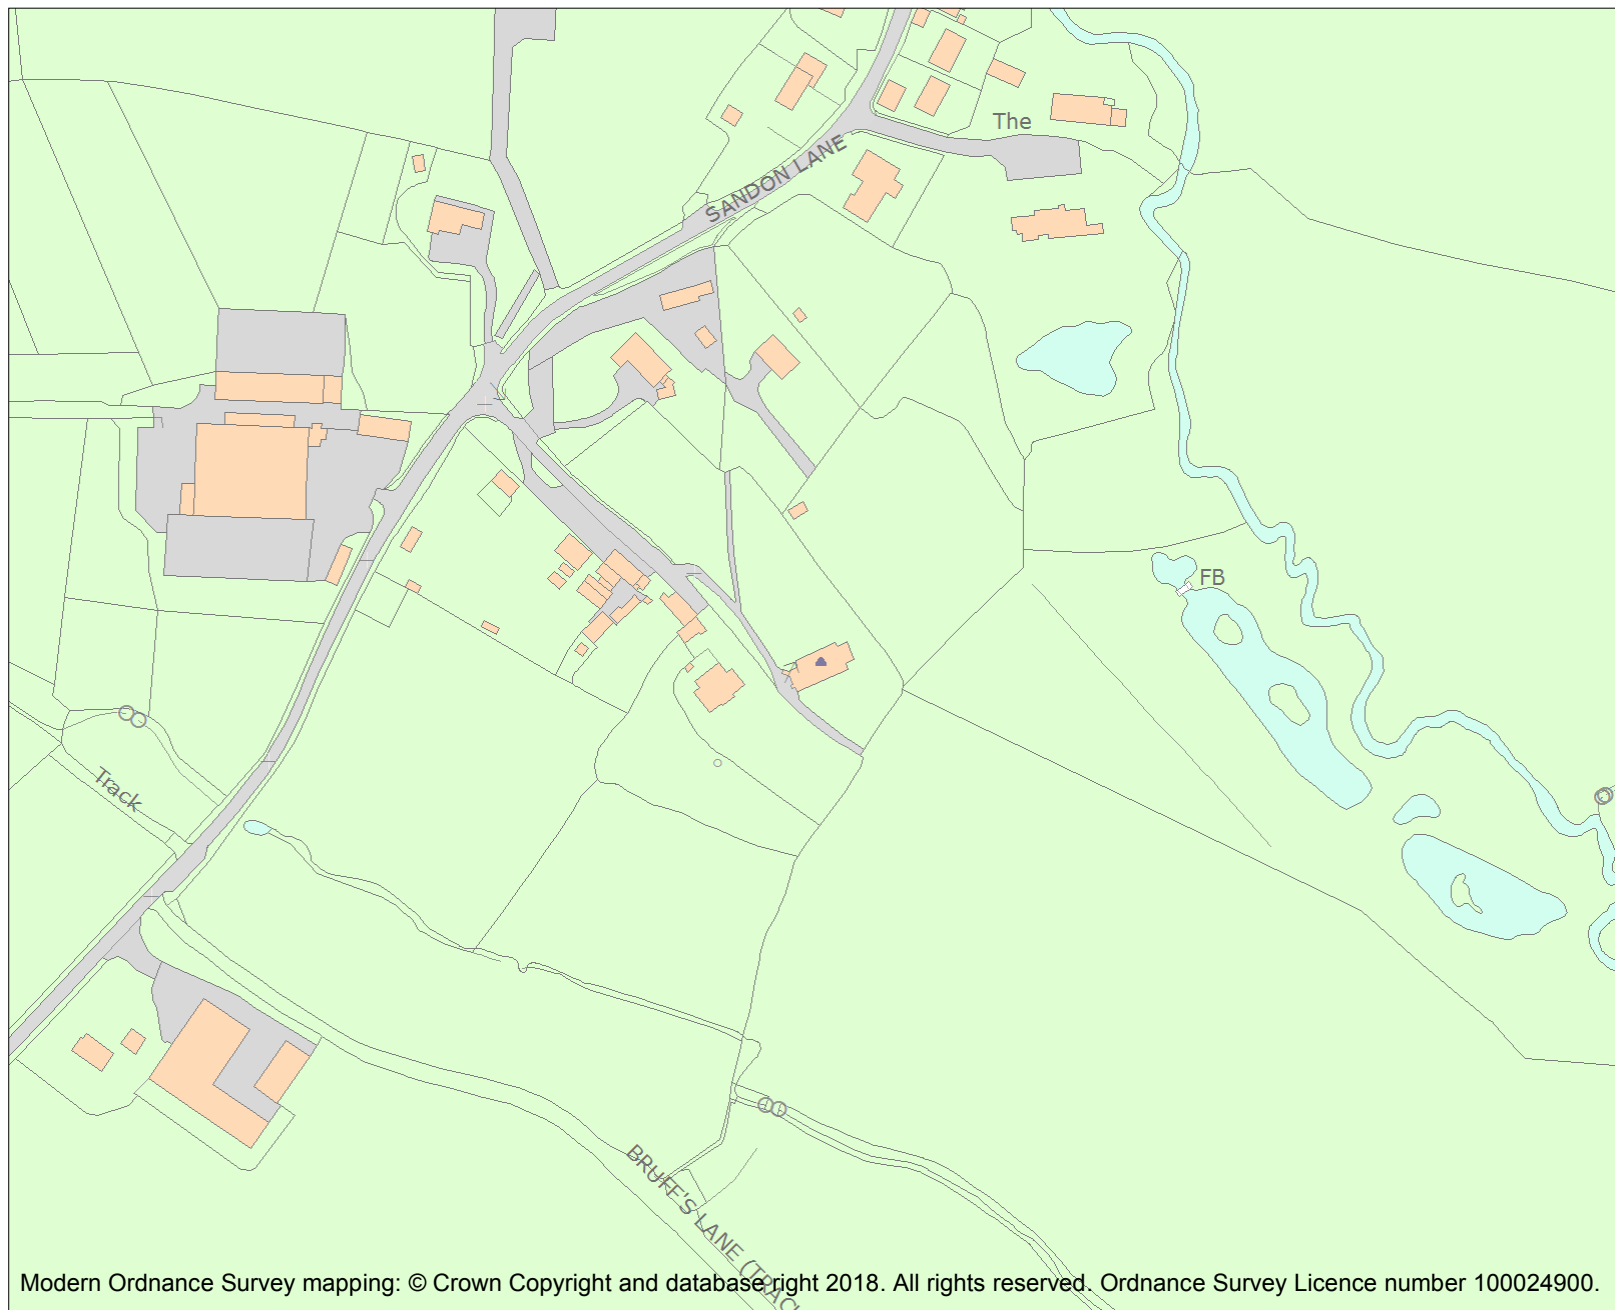 The
SANDON LANE
FB
Track
BRUFF'S LANE (TRAC
Modern Ordnance Survey mapping: © Crown Copyright and database right 2018. All rights reserved. Ordnance Survey Licence number 100024900.